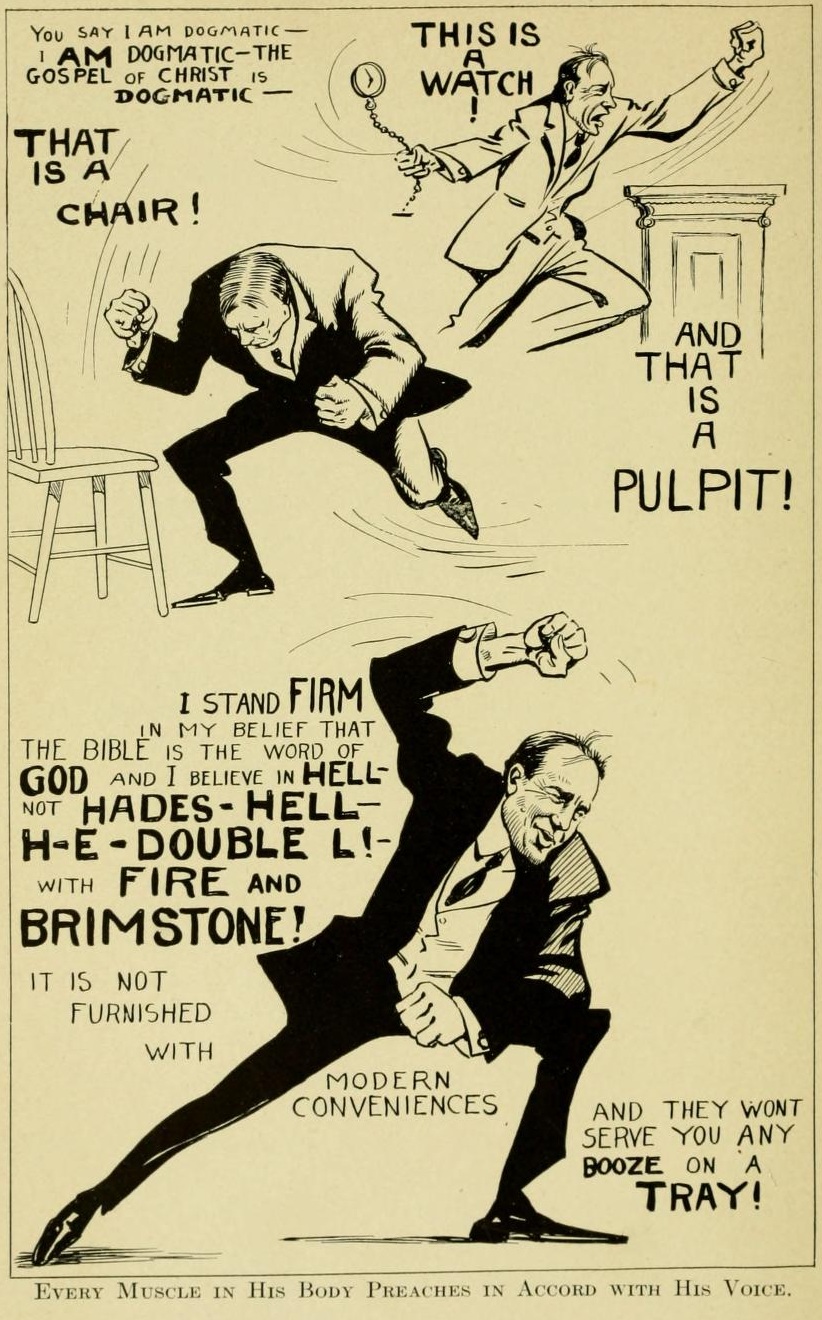 YOU SAY I AM DOGMATIC—
I AM DOGMATIC—THE
GOSPEL OF CHRIST IS
DOGMATIC—
THIS IS
A
WATCH
!
THAT
IS A
CHAIR!
AND
THAT
IS
A
PULPIT!
I STAND FIRM
IN MY BELIEF THAT
THE BIBLE IS THE WORD OF
GOD AND I BELIEVE IN HELL-
NOT HADES-HELL—
H-E-DOUBLE L!-
WITH FIRE AND
BRIMSTONE!
IT IS NOT
FURNISHED
WITH
MODERN
CONVENIENCES
AND THEY WONT
SERVE YOU ANY
BOOZE ON A
TRAY!
EVERY MUSCLE IN HIS BODY PREACHES IN ACCORD WITH HIS VOICE.